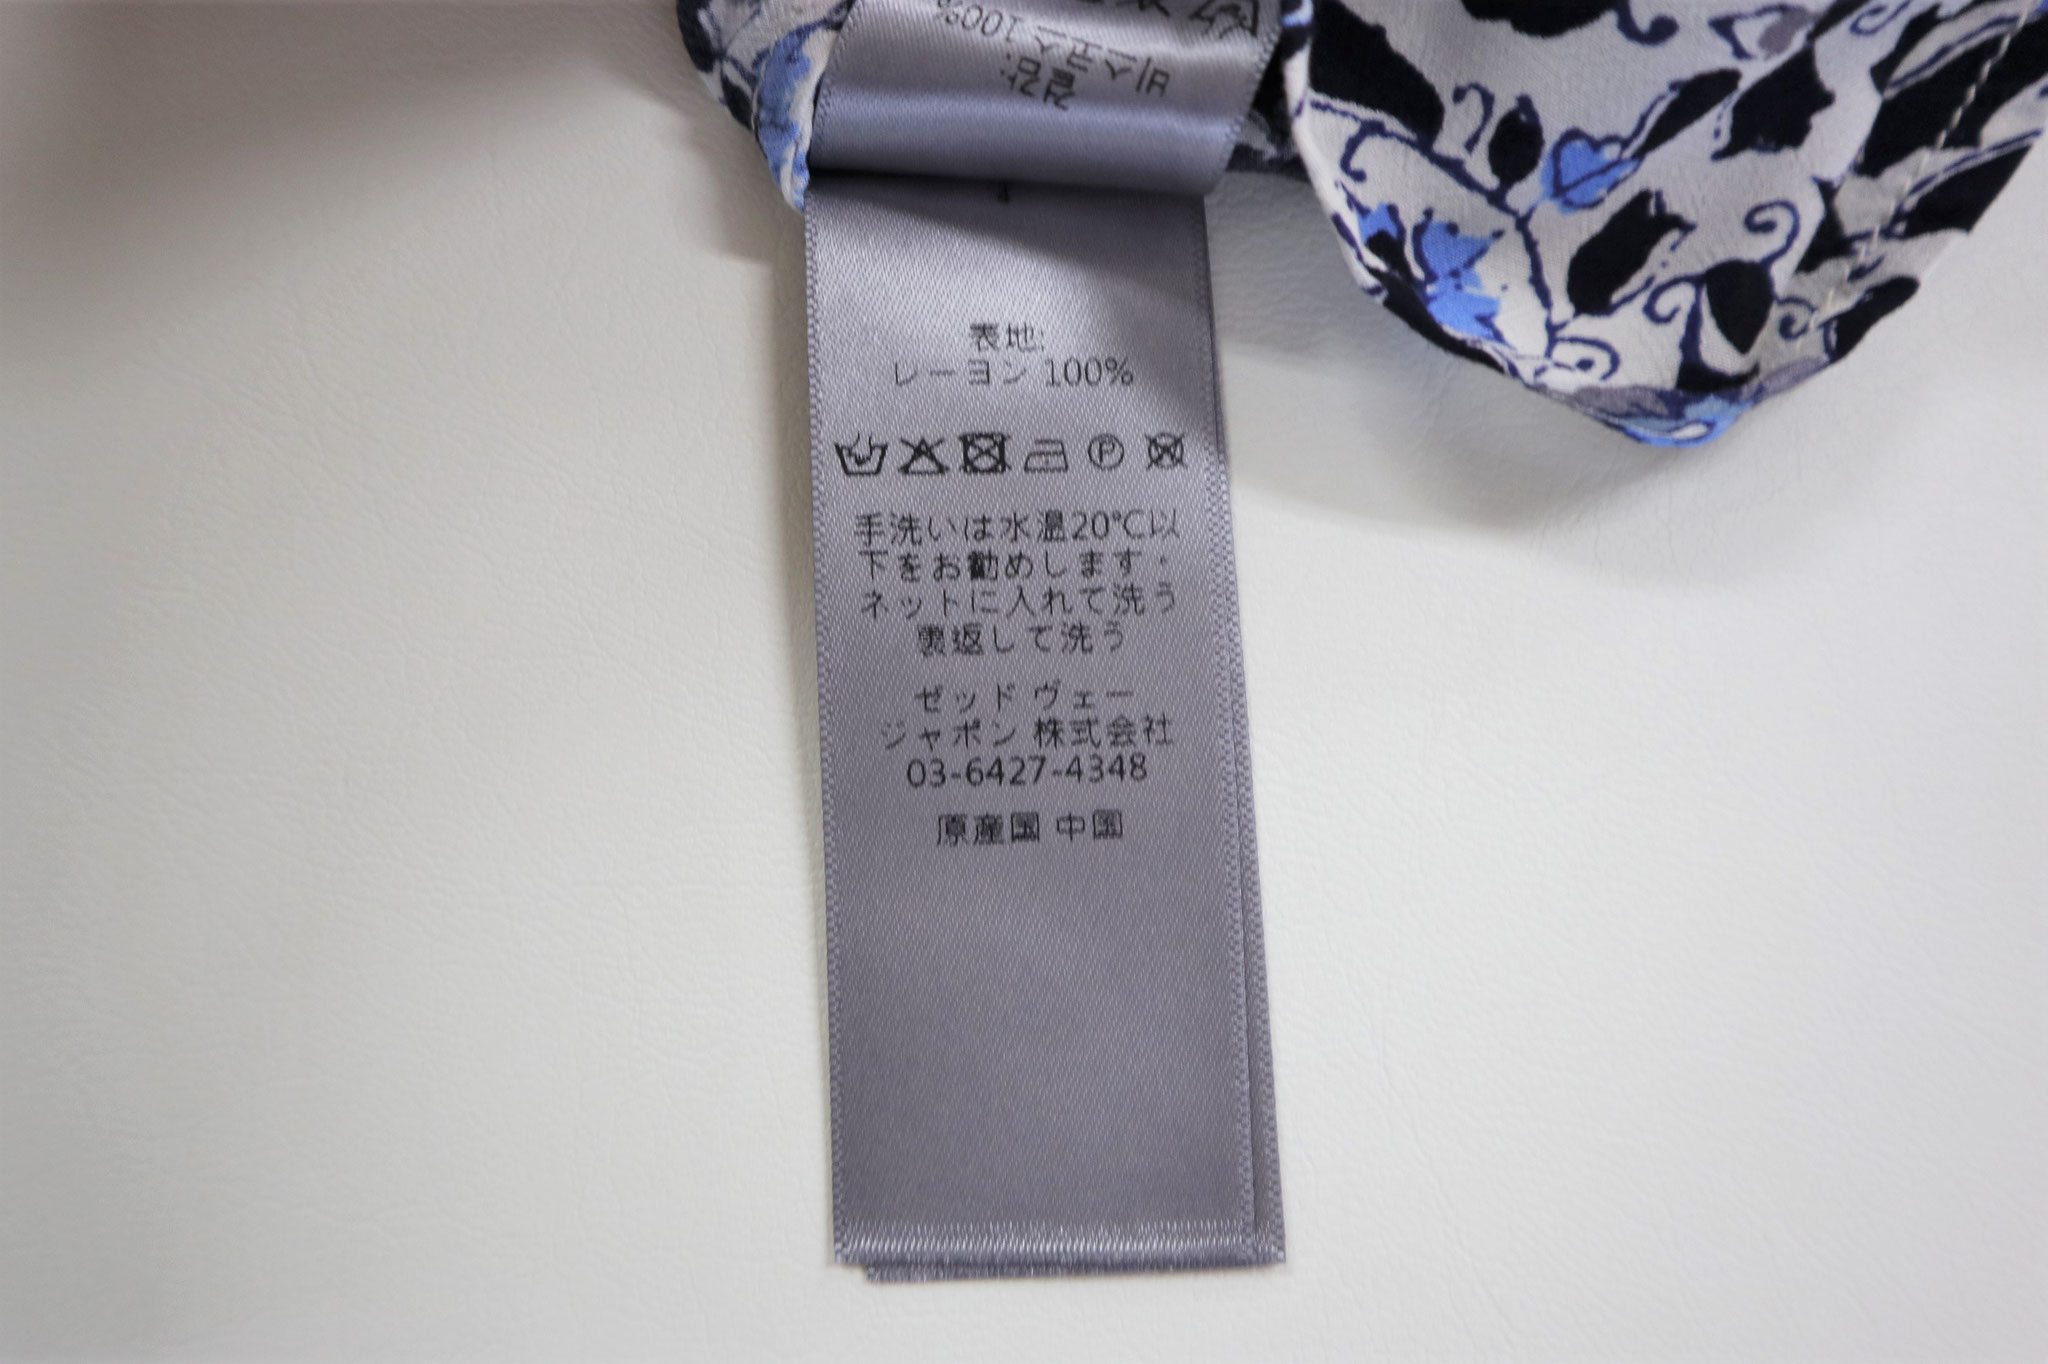 100%
表地:
レーヨン 100%
P
手洗いは水温20℃以
下をお勧めします・
ネットに入れて洗う
裏返して洗う
ゼッド ヴェー
ジャポン 株式会社
03-6427-4348
原産国 中国